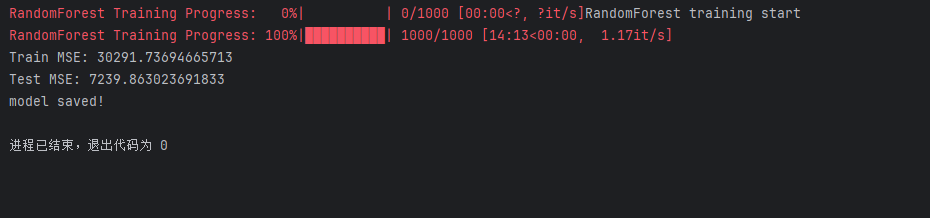 RandomForest Training Progress:   0%|          | 0/1000 [00:00<?, ?it/s]RandomForest training start
RandomForest Training Progress: 100%|██████████| 1000/1000 [14:13<00:00,  1.17it/s]
Train MSE: 30291.73694665713
Test MSE: 7239.863023691833
model saved!
进程已结束，退出代码为 0